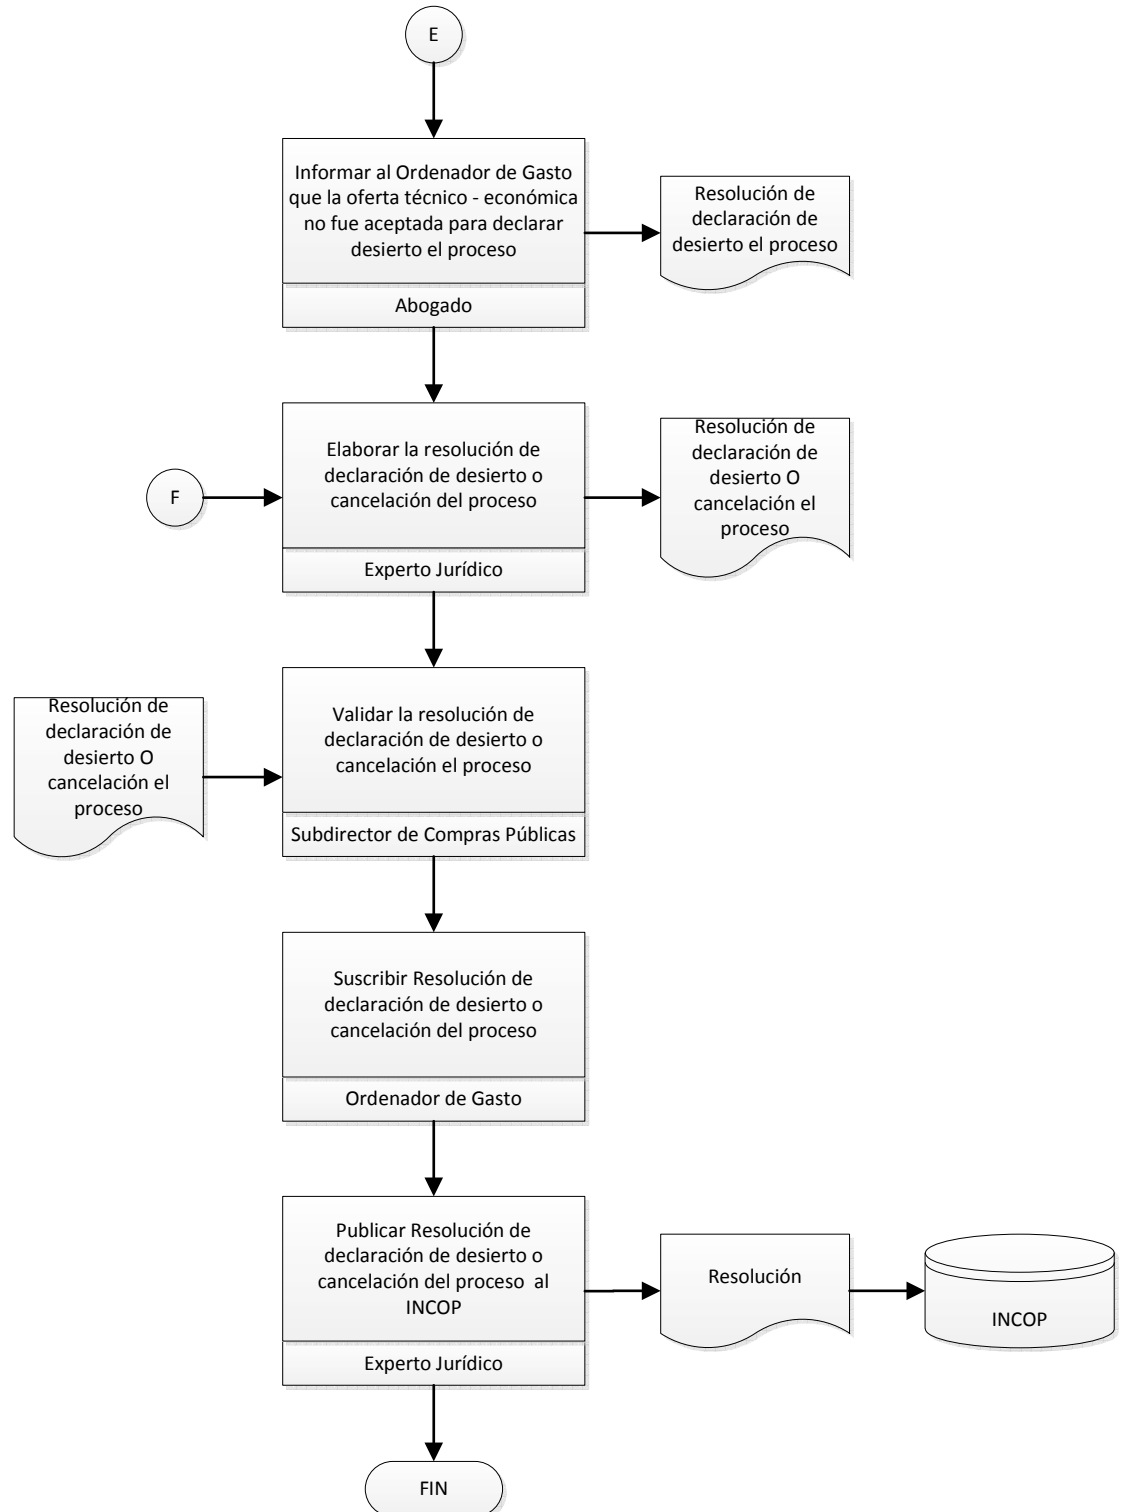 E
Informar al Ordenador de Gasto
que la oferta técnico - económica
no fue aceptada para declarar
desierto el proceso
Abogado
Resolución de
declaración de
desierto el proceso
F
Elaborar la resolución de
declaración de desierto o
cancelación del proceso
Experto Jurídico
Resolución de
declaración de
desierto O
cancelación el
proceso
Resolución de
declaración de
desierto O
cancelación el
proceso
Validar la resolución de
declaración de desierto o
cancelación el proceso
Subdirector de Compras Públicas
Suscribir Resolución de
declaración de desierto o
cancelación del proceso
Ordenador de Gasto
Publicar Resolución de
declaración de desierto o
cancelación del proceso al
INCOP
Experto Jurídico
Resolución
INCOP
FIN